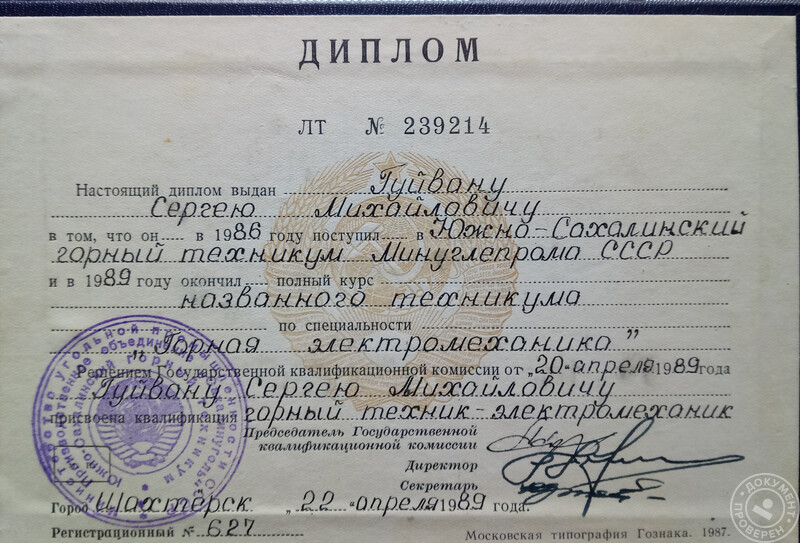 ДИПЛОМ
ЛТ № 239214
Настоящий диплом выдан Гуйвану
Сергею Михайловичу
в том, что он в 1986 году поступил в Южно-Сахалинский
горный техникум Минуглепрома СССР
и в 1989 году окончил полный курс
названного техникума
по специальности
"Горная электромеханика"
Решением Государственной квалификационной комиссии от "20" апреля 1989 года
Гуйвану Сергею Михайловичу
присвоена квалификация горный техник-электромеханик
Председатель Государственной
квалификационной комиссии
Директор
Секретарь
Город Шахтерск "22" апреля 1989 года.
Регистрационный № 627
Московская типография Гознака. 1987.
ДОКУМЕНТ ПРОВЕРЕН